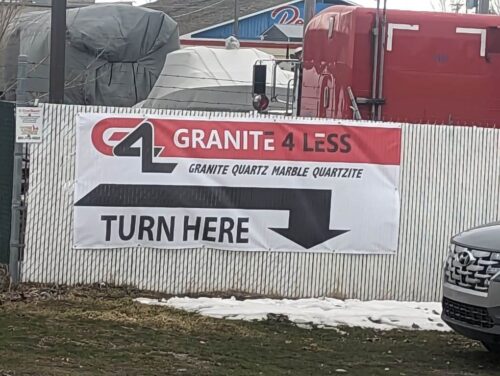 G4L GRANITE 4 LESS
GRANITE QUARTZ MARBLE QUARTZITE
TURN HERE